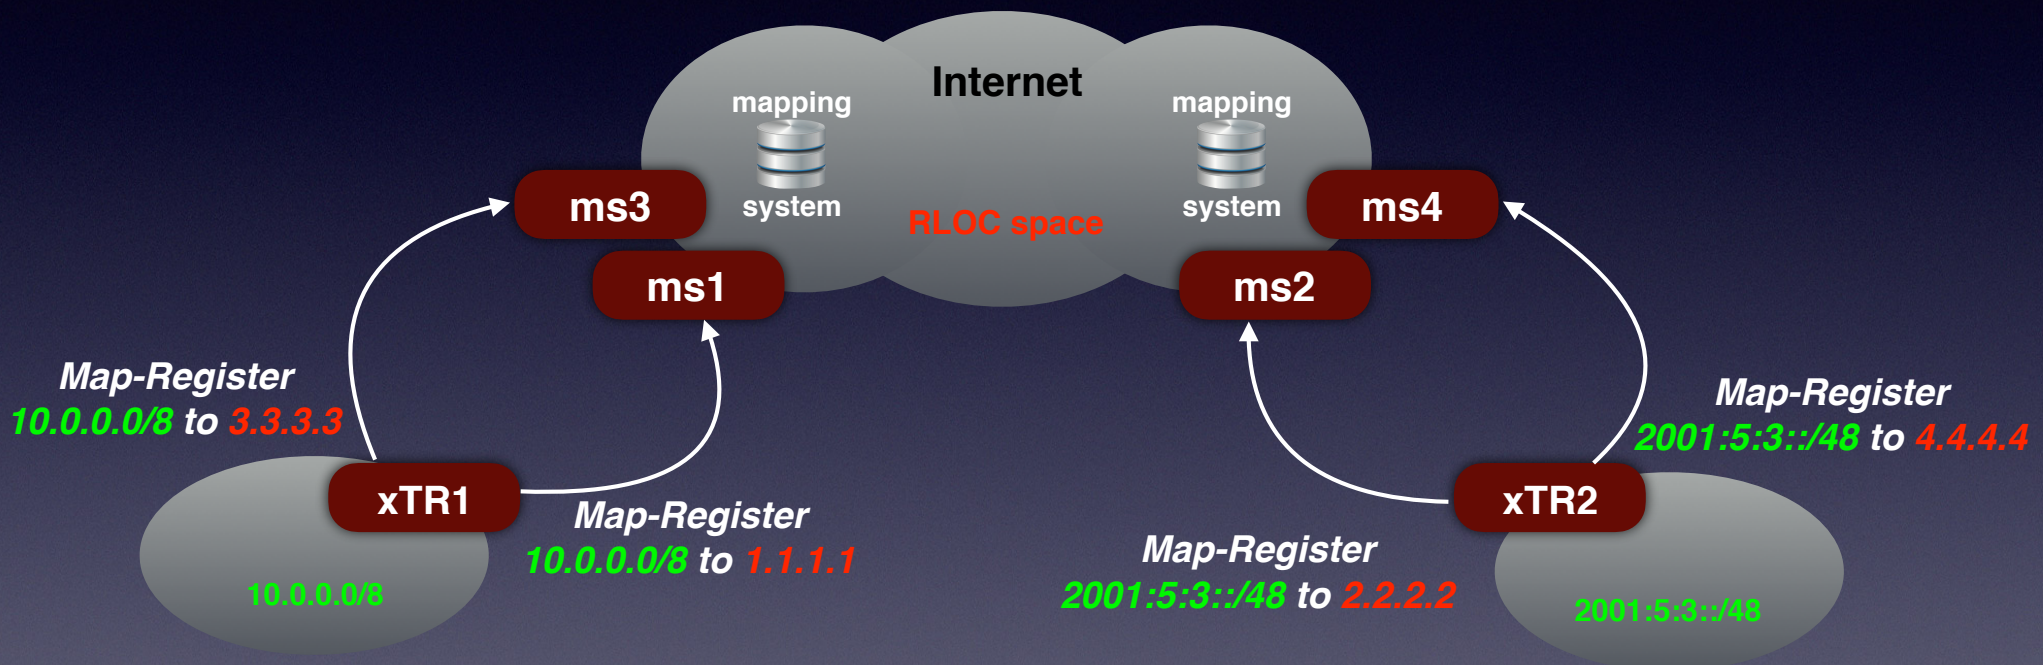 Internet
mapping
system
mapping
system
RLOC space
ms3
ms1
ms4
ms2
Map-Register
10.0.0.0/8 to 3.3.3.3
xTR1
10.0.0.0/8
Map-Register
10.0.0.0/8 to 1.1.1.1
Map-Register
2001:5:3::/48 to 2.2.2.2
Map-Register
2001:5:3::/48 to 4.4.4.4
xTR2
2001:5:3::/48